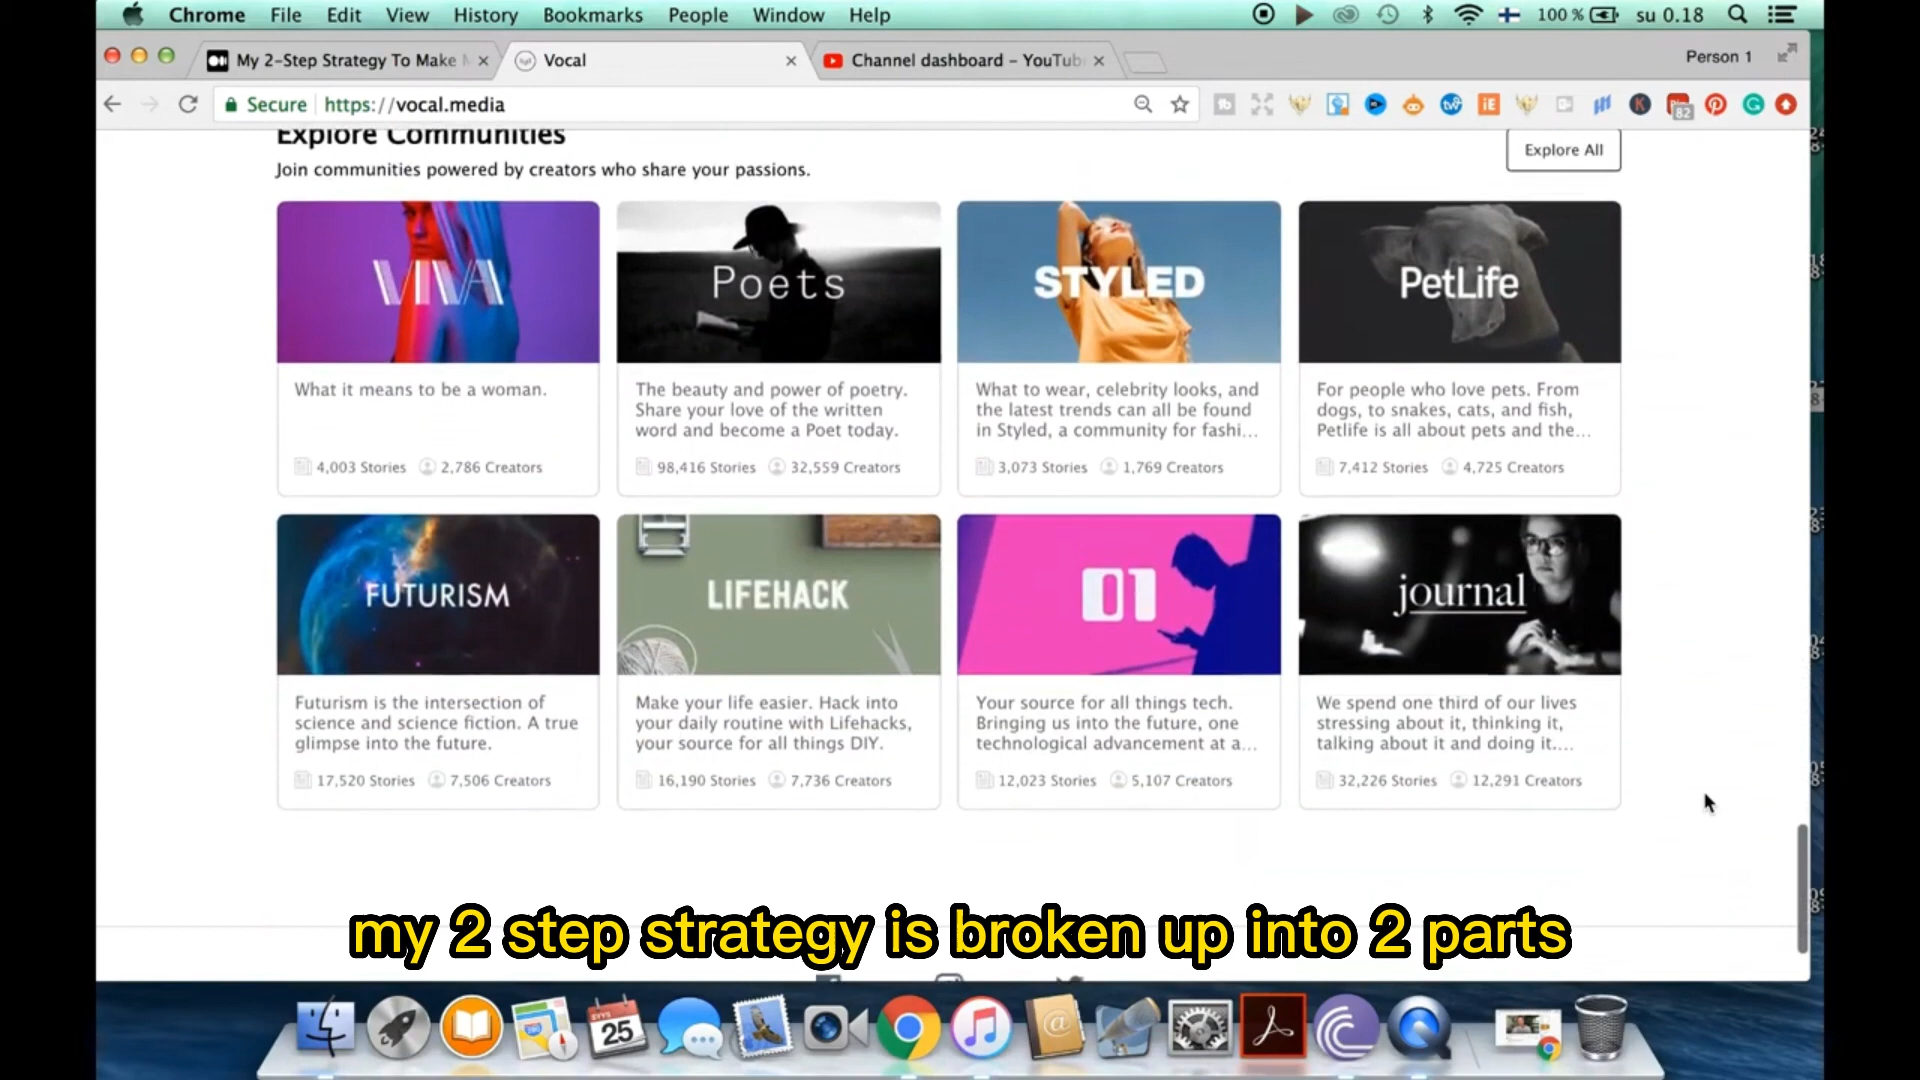 Chrome File Edit View History Bookmarks People Window Help
100 % su 0.18
My 2-Step Strategy To Make
Vocal
Channel dashboard - YouTub
Person 1
Secure https://vocal.media
82
Explore Communities
Join communities powered by creators who share your passions.
Explore All
VIVA
What it means to be a woman.
4,003 Stories 2,786 Creators
Poets
The beauty and power of poetry.
Share your love of the written
word and become a Poet today.
98,416 Stories 32,559 Creators
STYLED
What to wear, celebrity looks, and
the latest trends can all be found
in Styled, a community for fashi...
3,073 Stories 1,769 Creators
PetLife
For people who love pets. From
dogs, to snakes, cats, and fish,
Petlife is all about pets and the...
7,412 Stories 4,725 Creators
FUTURISM
Futurism is the intersection of
science and science fiction. A true
glimpse into the future.
17,520 Stories 7,506 Creators
LIFEHACK
Make your life easier. Hack into
your daily routine with Lifehacks,
your source for all things DIY.
16,190 Stories 7,736 Creators
01
Your source for all things tech.
Bringing us into the future, one
technological advancement at a...
12,023 Stories 5,107 Creators
journal
We spend one third of our lives
stressing about it, thinking it,
talking about it and doing it....
32,226 Stories 12,291 Creators
my 2 step strategy is broken up into 2 parts
SYYS
25